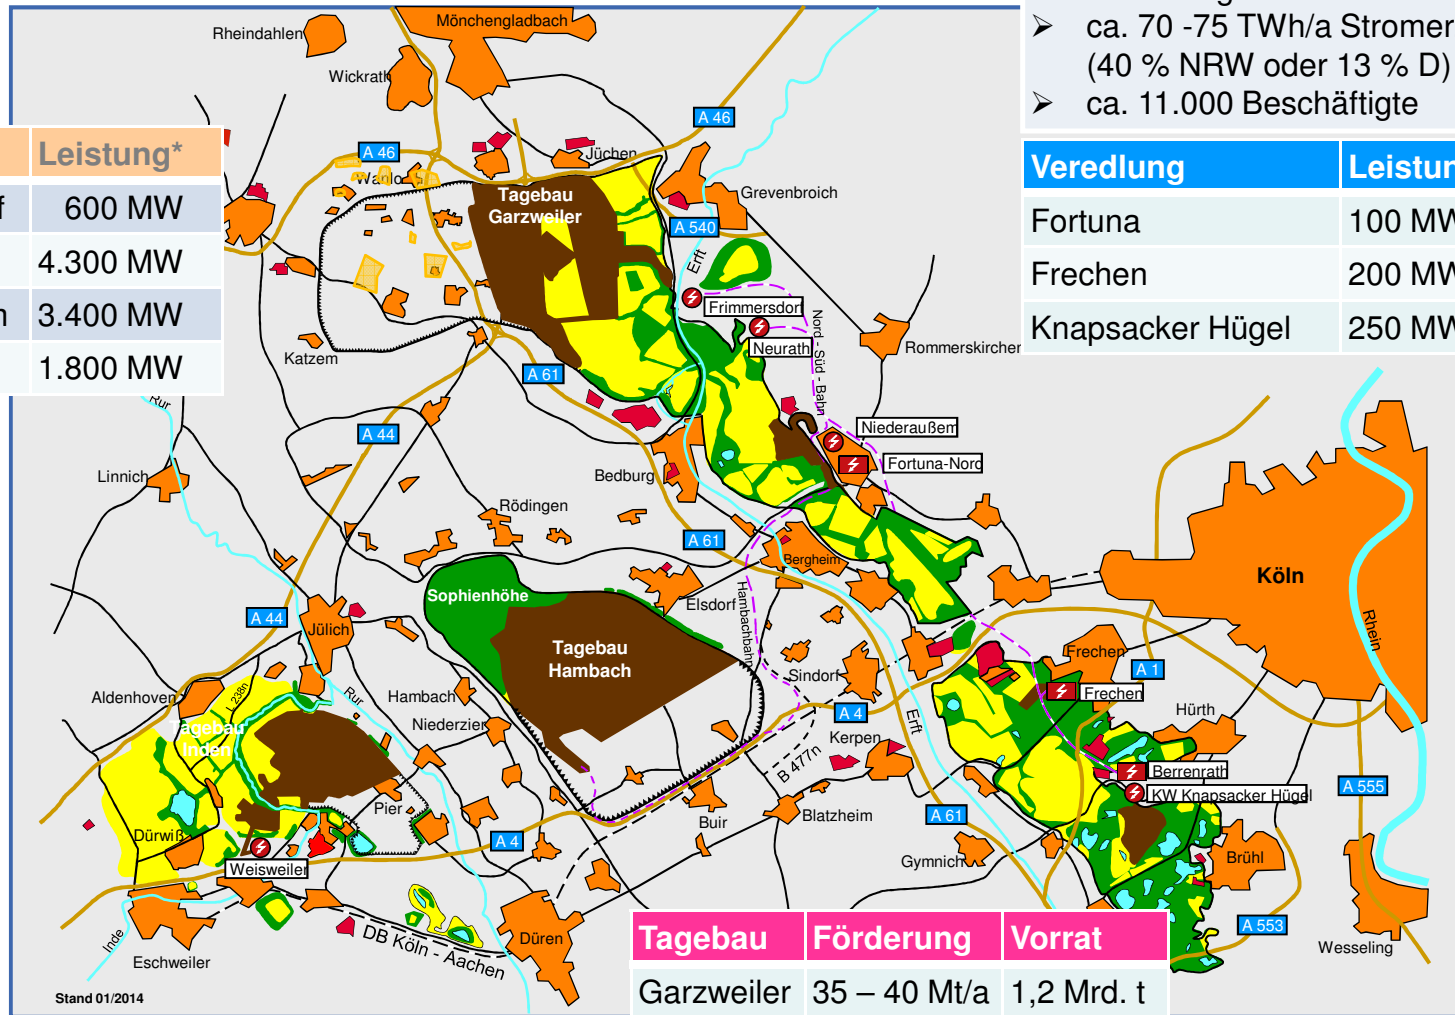 ➢ ca. 70 -75 TWh/a Stromer
(40 % NRW oder 13 % D)
➢ ca. 11.000 Beschäftigte
Leistung*
f 600 MW
4.300 MW
n 3.400 MW
1.800 MW
Veredlung Leistun
Fortuna 100 MW
Frechen 200 MW
Knapsacker Hügel 250 MW
Mönchengladbach
Rheindahlen
Wickrath
A 46
A 46
Jüchen
Wanlo
Tagebau
Garzweiler
Grevenbroich
A 540
Erft
Frimmersdorf
Neurath
Nord - Süd - Bahn
Rommerskirchen
Katzem
A 61
Rur
A 44
Niederaußem
Fortuna-Nord
Linnich
Bedburg
Rödingen
A 61
Bergheim
Köln
Rhein
Sophienhöhe
Elsdorf
Hambachbahn
A 44
Jülich
Tagebau
Hambach
Frechen
A 1
Sindorf
Frechen
Aldenhoven
L 238n
Rur
Hambach
Niederzier
A 4
Erft
Hürth
Tagebau
Inden
Kerpen
B 477n
Berrenrath
KW Knapsacker Hügel
A 555
Pier
Dürwiß
Buir
Blatzheim
A 61
A 4
Gymnich
Brühl
Weisweiler
A 553
Inde
DB Köln - Aachen
Düren
Wesseling
Eschweiler
Stand 01/2014
Tagebau Förderung Vorrat
Garzweiler 35 – 40 Mt/a 1,2 Mrd. t